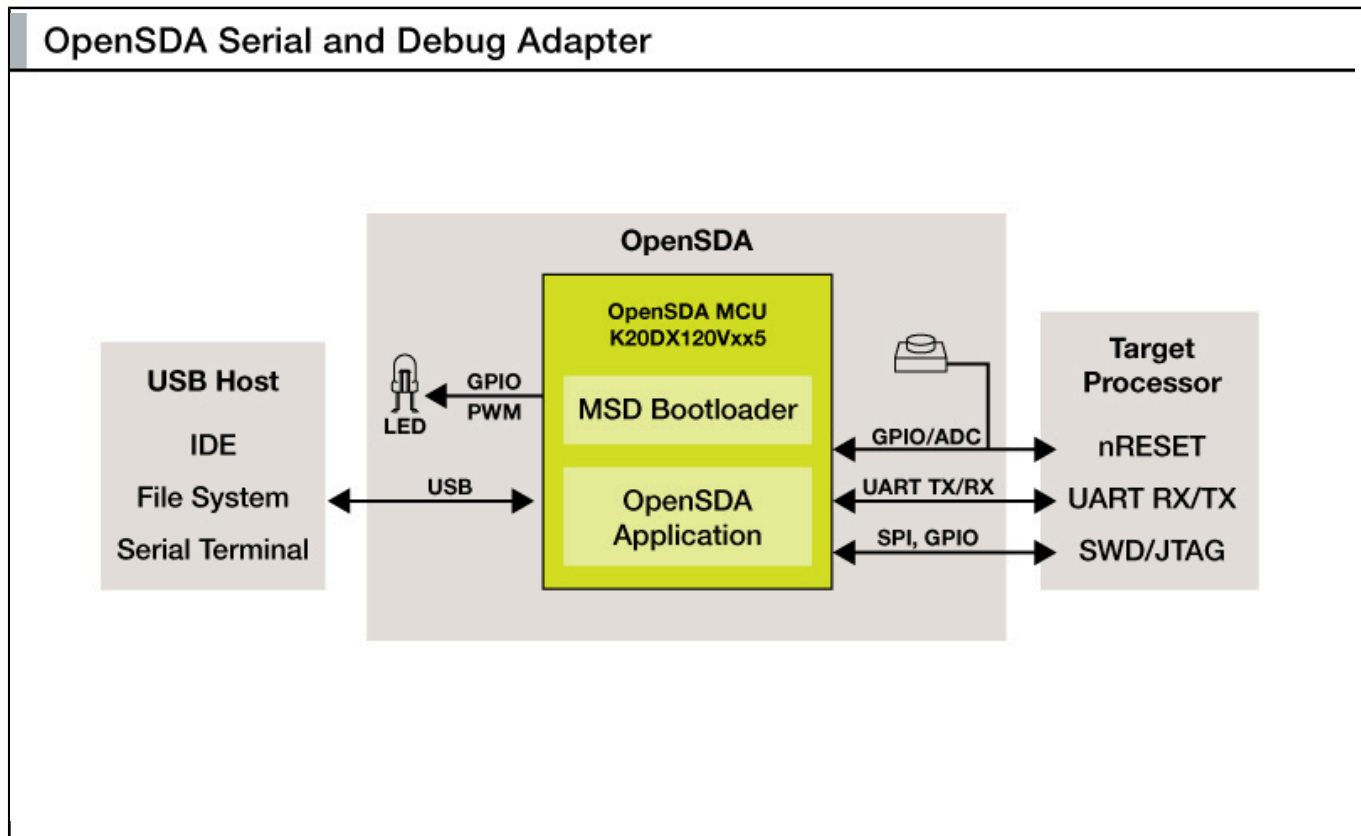 OpenSDA Serial and Debug Adapter
OpenSDA
OpenSDA MCU
K20DX120Vxx5
MSD Bootloader
OpenSDA
Application
USB Host
IDE
File System
Serial Terminal
LED
GPIO
PWM
USB
GPIO/ADC
UART TX/RX
SPI, GPIO
Target
Processor
nRESET
UART RX/TX
SWD/JTAG